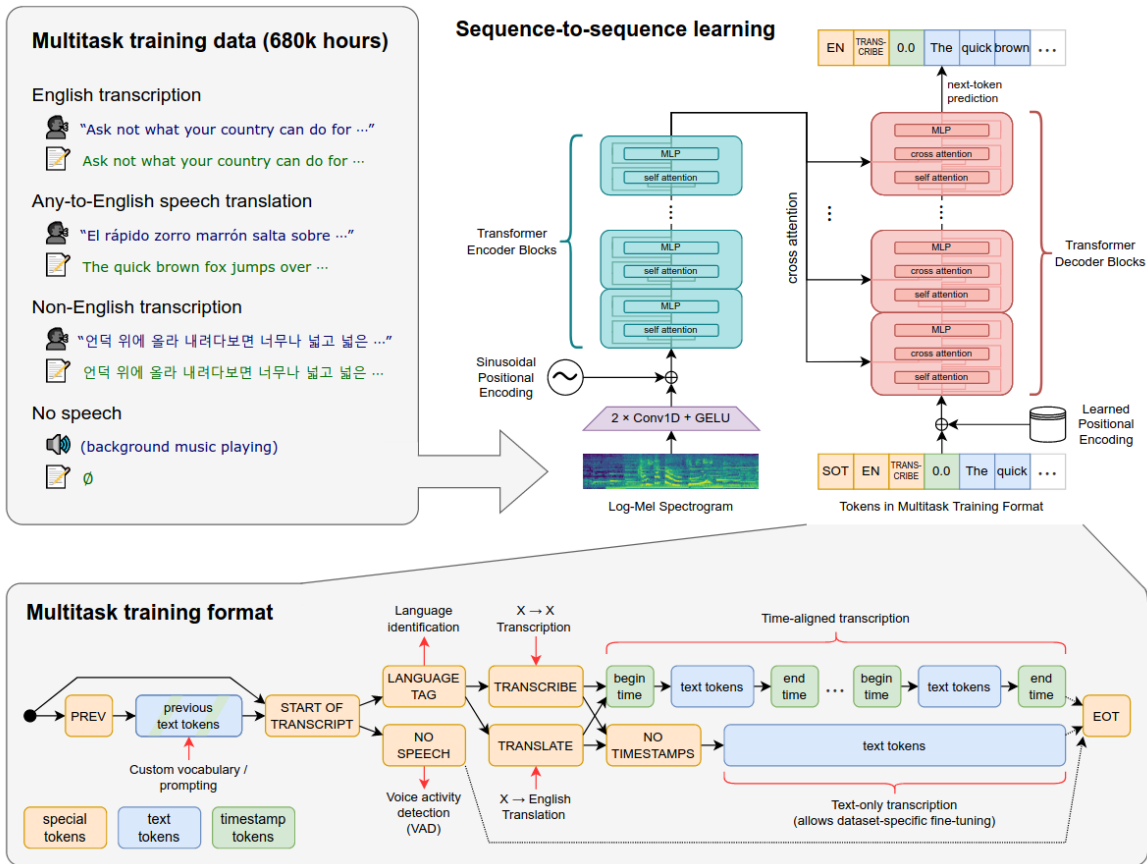 Multitask training data (680k hours)
English transcription
“Ask not what your country can do for ⋯”
Ask not what your country can do for ⋯
Any-to-English speech translation
“El rápido zorro marrón salta sobre ⋯”
The quick brown fox jumps over ⋯
Non-English transcription
“언덕 위에 올라 내려다보면 너무나 넓고 넓은 ⋯”
언덕 위에 올라 내려다보면 너무나 넓고 넓은 ⋯
No speech
(background music playing)
∅
Sequence-to-sequence learning
EN TRANS-CRIBE 0.0 The quick brown ⋯
next-token
prediction
MLP
self attention
⋮
MLP
self attention
MLP
self attention
Transformer
Encoder Blocks
Sinusoidal
Positional
Encoding
2 × Conv1D + GELU
Log-Mel Spectrogram
cross attention
⋮
MLP
cross attention
self attention
⋮
MLP
cross attention
self attention
MLP
cross attention
self attention
Transformer
Decoder Blocks
Learned
Positional
Encoding
SOT EN TRANS-CRIBE 0.0 The quick ⋯
Tokens in Multitask Training Format
Multitask training format
PREV
previous
text tokens
Custom vocabulary /
prompting
START OF
TRANSCRIPT
Language
identification
LANGUAGE
TAG
NO
SPEECH
Voice activity
detection
(VAD)
X → X
Transcription
TRANSCRIBE
TRANSLATE
X → English
Translation
Time-aligned transcription
begin
time
text tokens
end
time
⋯
begin
time
text tokens
end
time
NO
TIMESTAMPS
text tokens
Text-only transcription
(allows dataset-specific fine-tuning)
EOT
special
tokens
text
tokens
timestamp
tokens